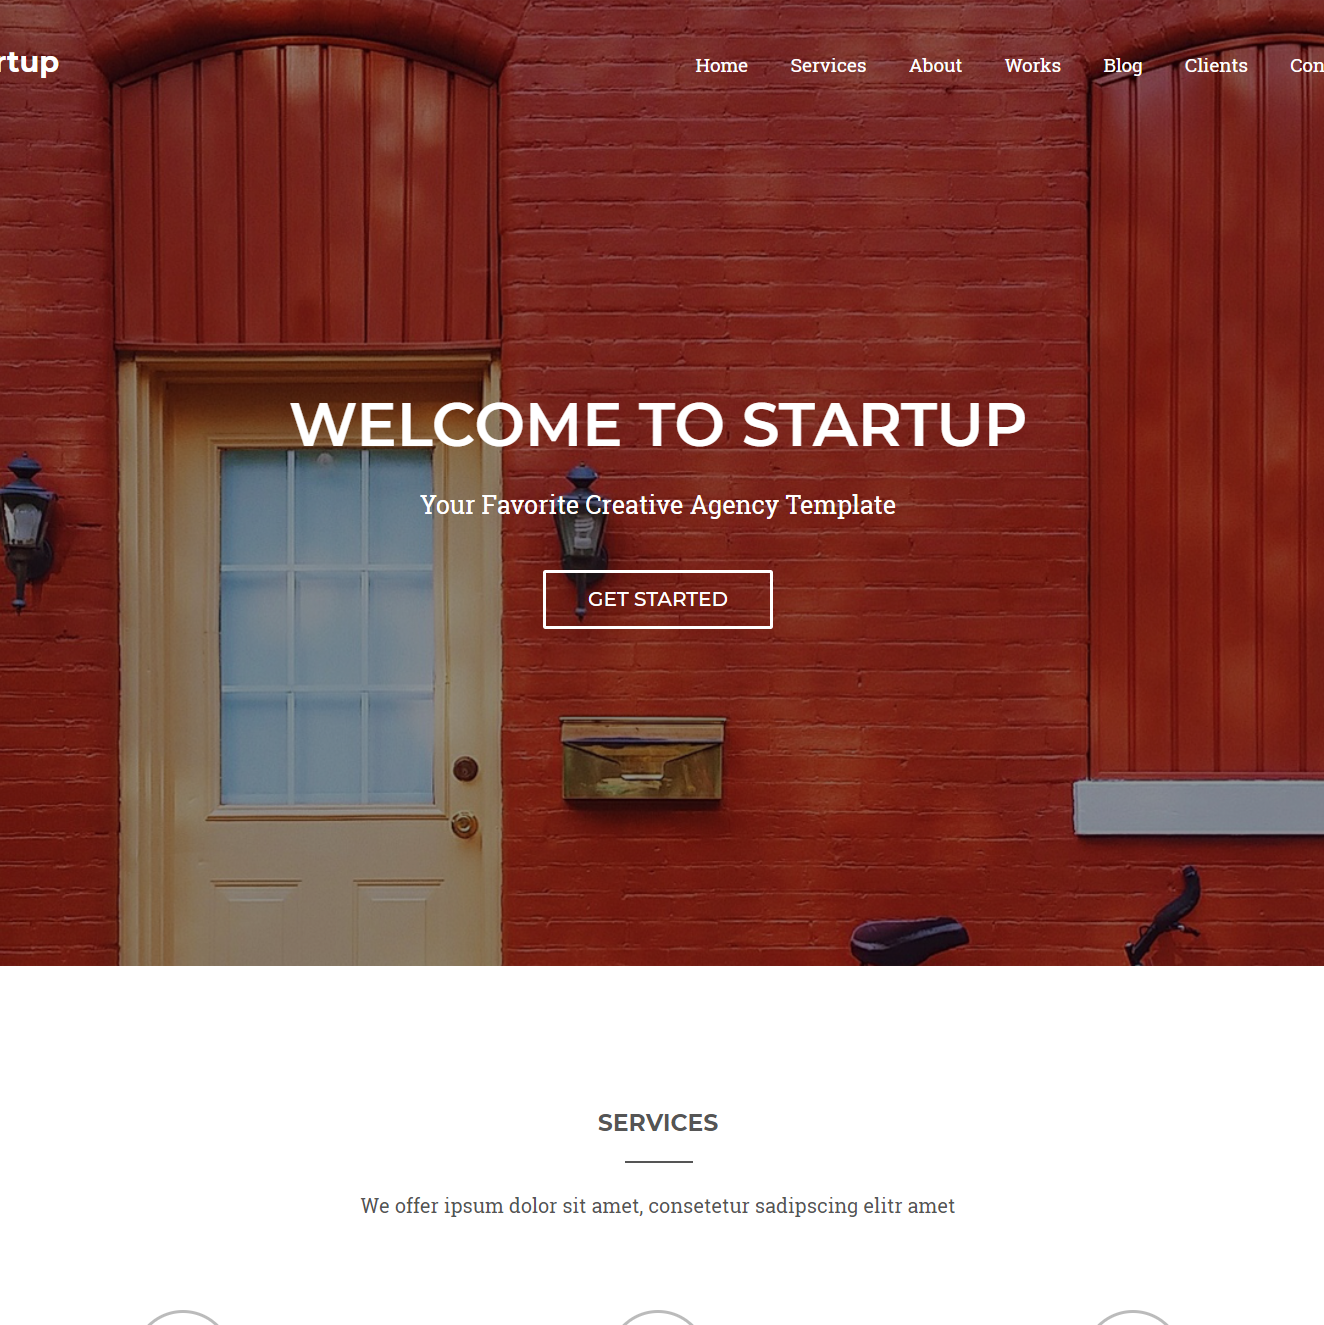 rtup
Home Services About Works Blog Clients Con
WELCOME TO STARTUP
Your Favorite Creative Agency Template
GET STARTED
SERVICES
We offer ipsum dolor sit amet, consetetur sadipscing elitr amet